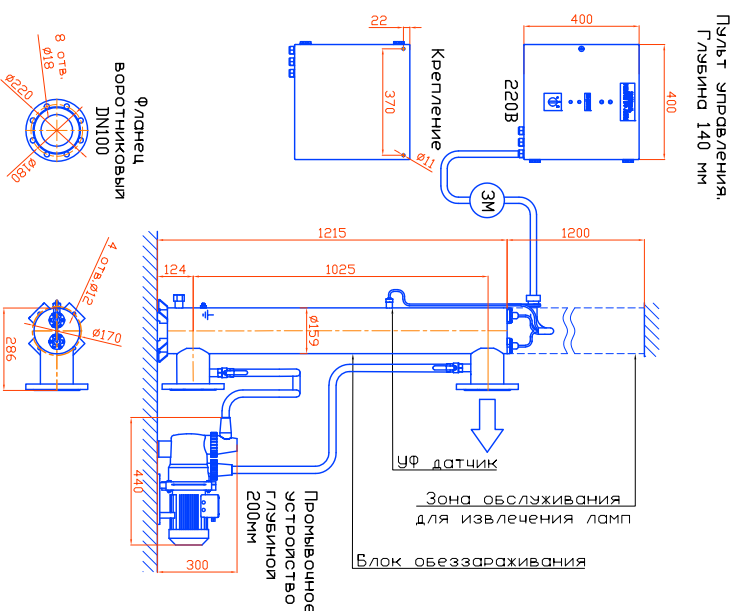 Пульт управления.
Глубина 140 мм
400
400
220В
22
370
Крепление
Ø11
8 отв.
Ø18
Ø220
Ø180
Фланец
воротниковый
DN100
ЗМ
1215
1200
124
1025
Ø159
4 отв.Ø12
Ø170
286
УФ датчик
Зона обслуживания
для извлечения ламп
Блок обеззараживания
440
300
Промывочное
устройство
глубиной
200мм